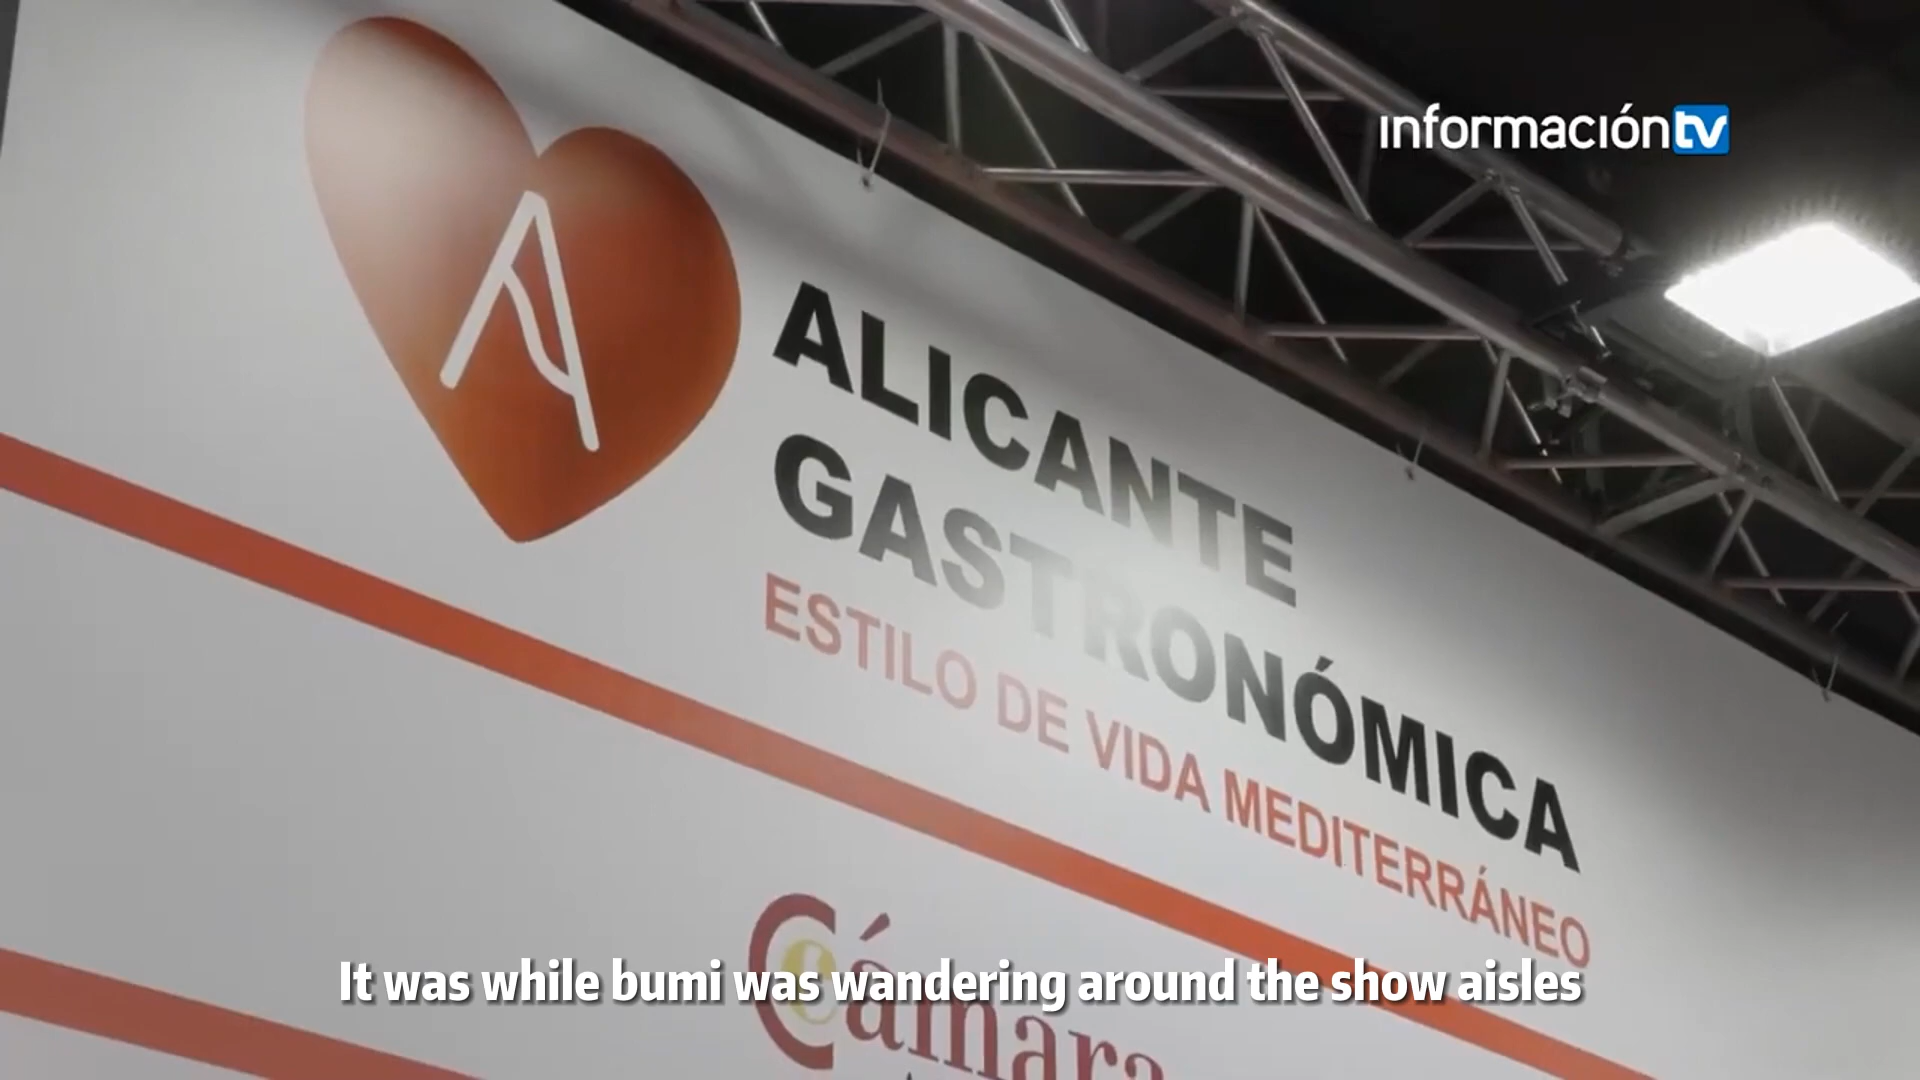 informacióntv
A
ALICANTE
GASTRONÓMICA
ESTILO DE VIDA MEDITERRÁNEO
Cámara
It was while bumi was wandering around the show aisles